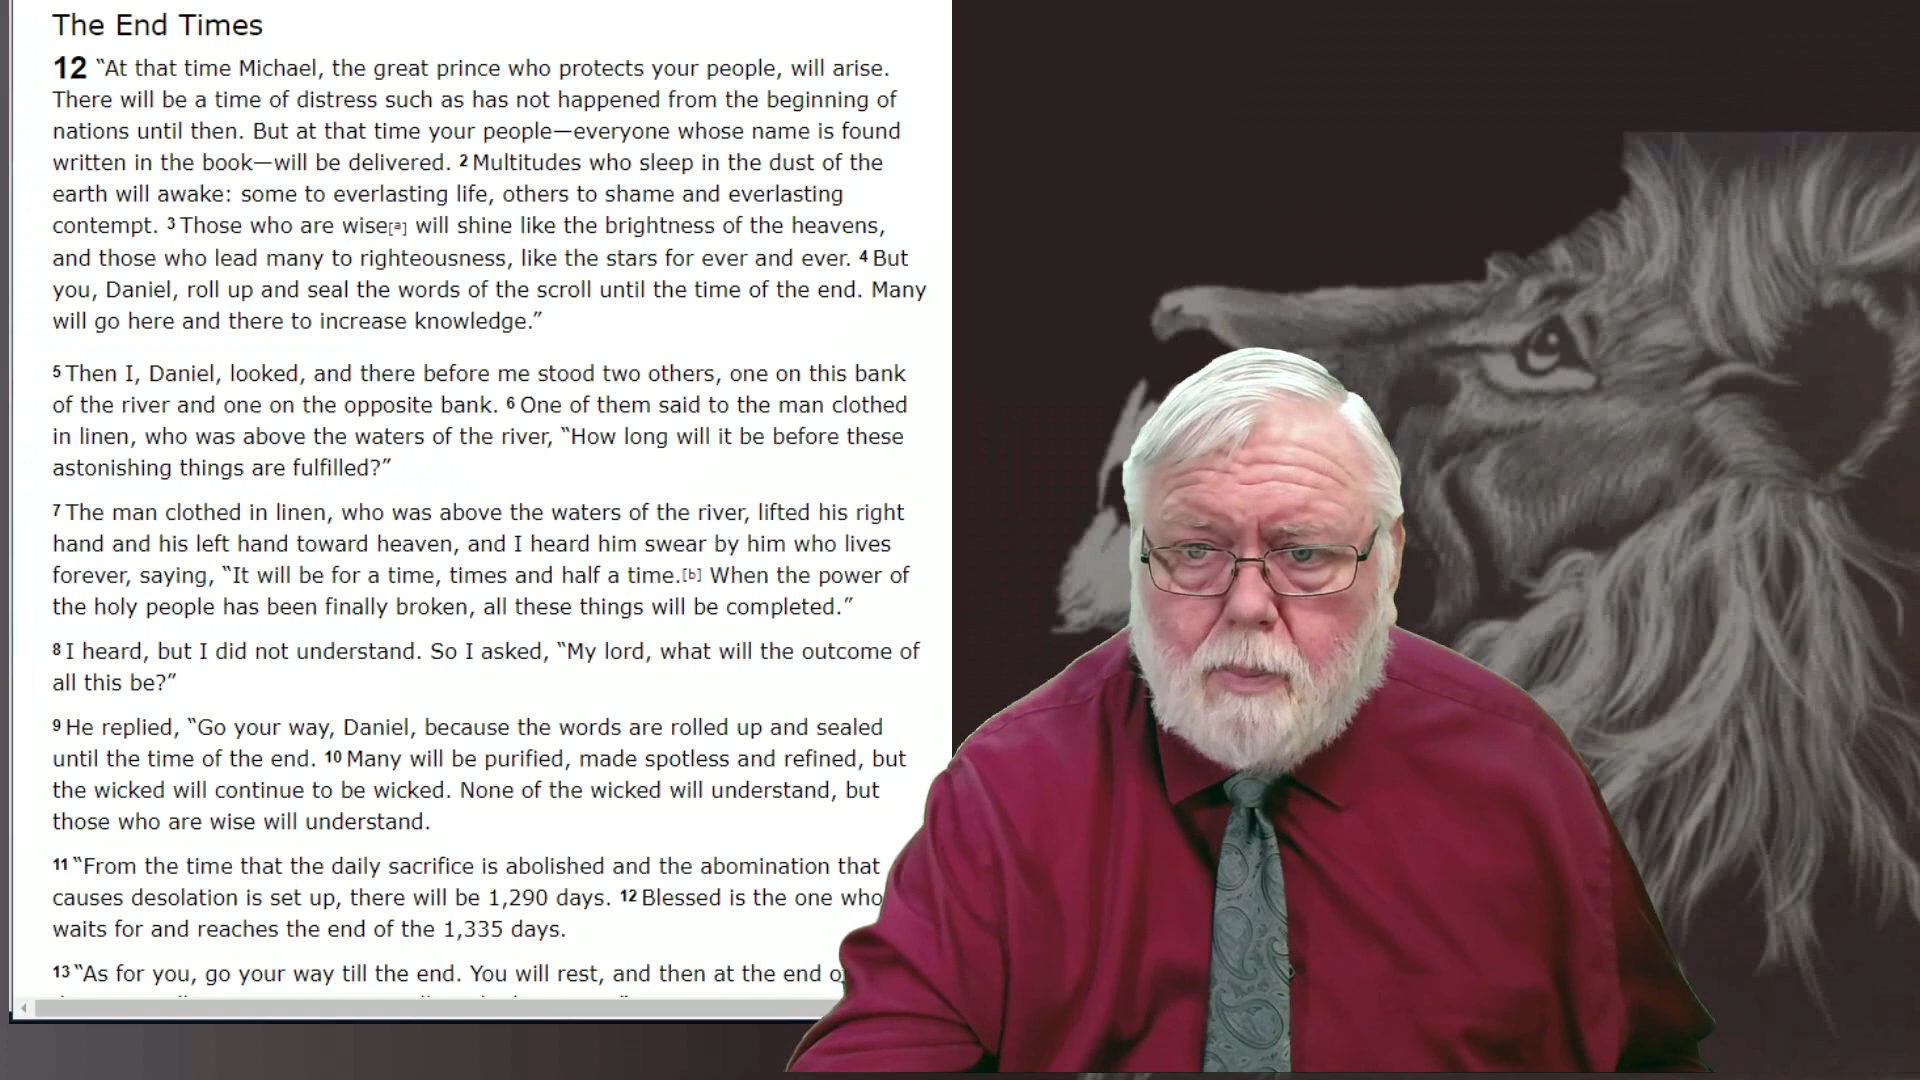 The End Times
12 “At that time Michael, the great prince who protects your people, will arise.
There will be a time of distress such as has not happened from the beginning of
nations until then. But at that time your people—everyone whose name is found
written in the book—will be delivered. 2 Multitudes who sleep in the dust of the
earth will awake: some to everlasting life, others to shame and everlasting
contempt. 3 Those who are wise[a] will shine like the brightness of the heavens,
and those who lead many to righteousness, like the stars for ever and ever. 4 But
you, Daniel, roll up and seal the words of the scroll until the time of the end. Many
will go here and there to increase knowledge.”
5 Then I, Daniel, looked, and there before me stood two others, one on this bank
of the river and one on the opposite bank. 6 One of them said to the man clothed
in linen, who was above the waters of the river, “How long will it be before these
astonishing things are fulfilled?”
7 The man clothed in linen, who was above the waters of the river, lifted his right
hand and his left hand toward heaven, and I heard him swear by him who lives
forever, saying, “It will be for a time, times and half a time.[b] When the power of
the holy people has been finally broken, all these things will be completed.”
8 I heard, but I did not understand. So I asked, “My lord, what will the outcome of
all this be?”
9 He replied, “Go your way, Daniel, because the words are rolled up and sealed
until the time of the end. 10 Many will be purified, made spotless and refined, but
the wicked will continue to be wicked. None of the wicked will understand, but
those who are wise will understand.
11 “From the time that the daily sacrifice is abolished and the abomination that
causes desolation is set up, there will be 1,290 days. 12 Blessed is the one who
waits for and reaches the end of the 1,335 days.
13 “As for you, go your way till the end. You will rest, and then at the end